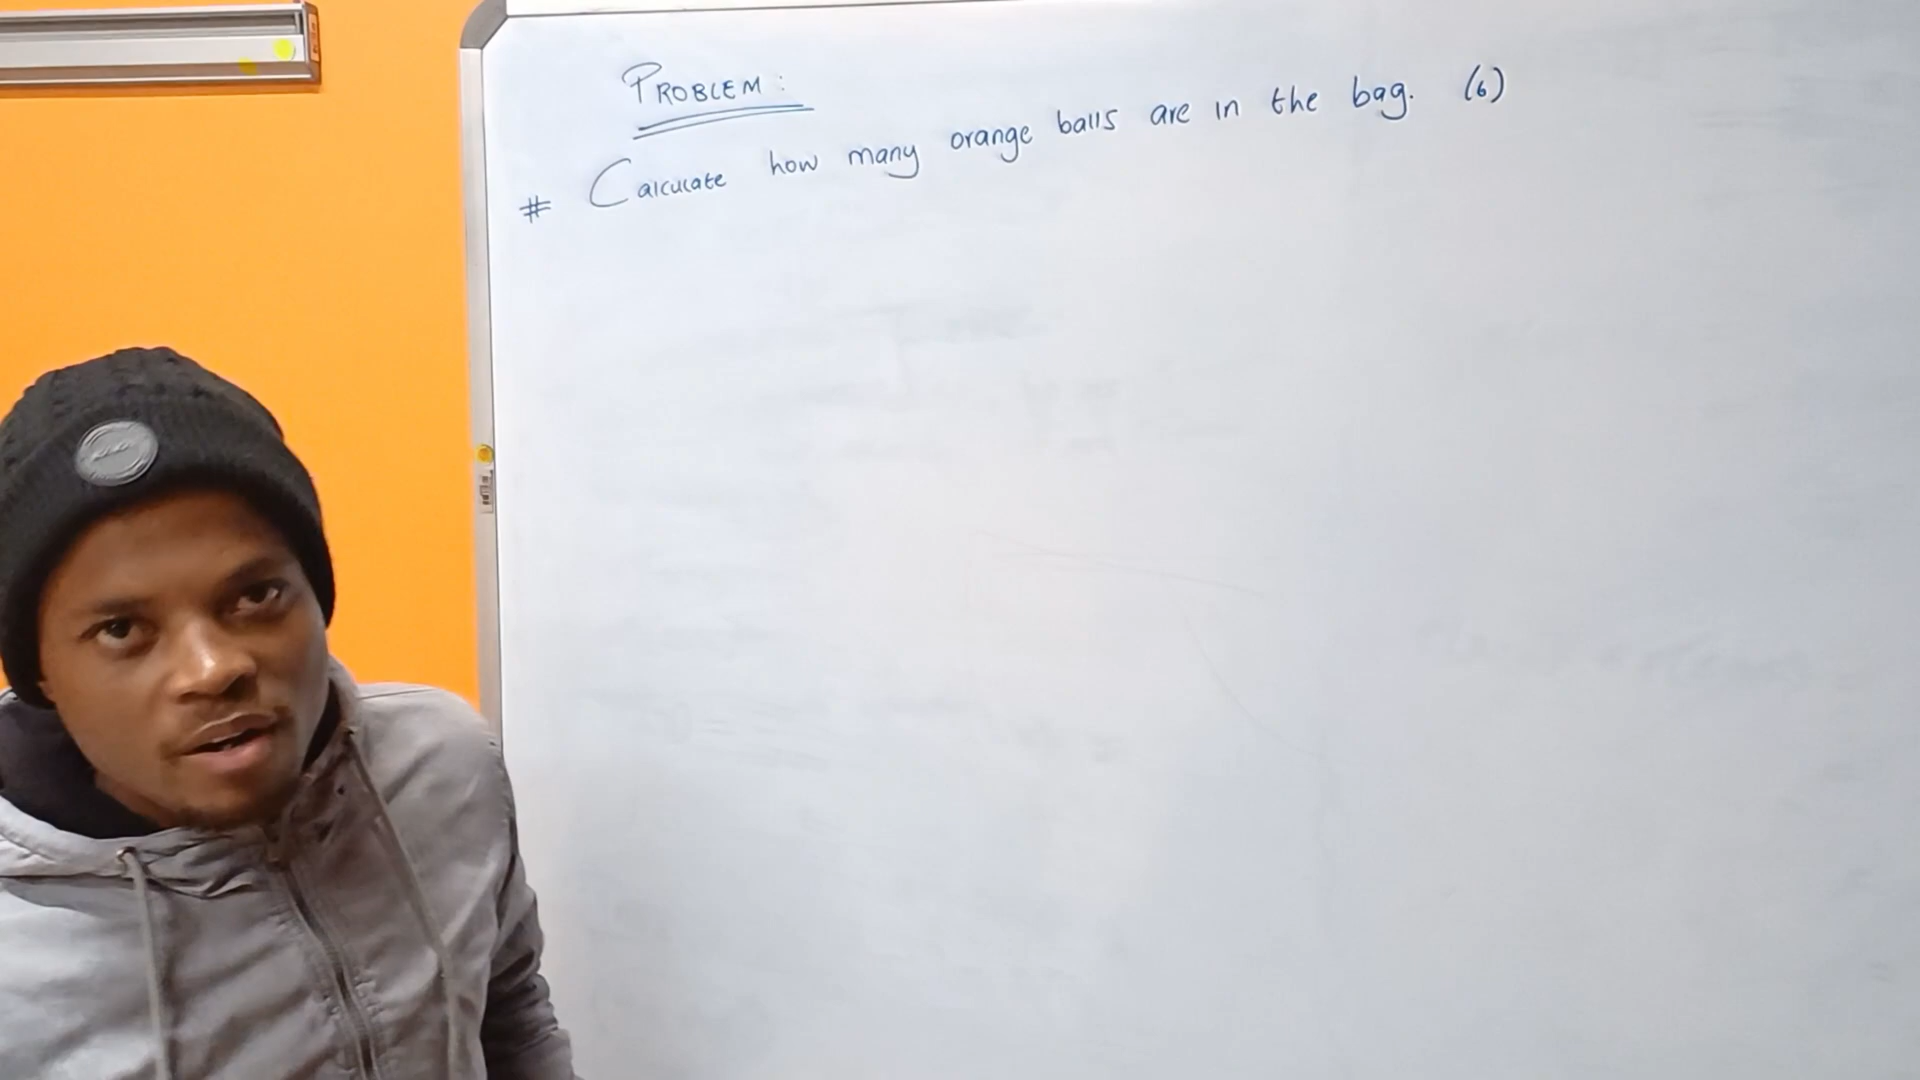 PROBLEM:
# Calculate how many orange balls are in the bag. (6)